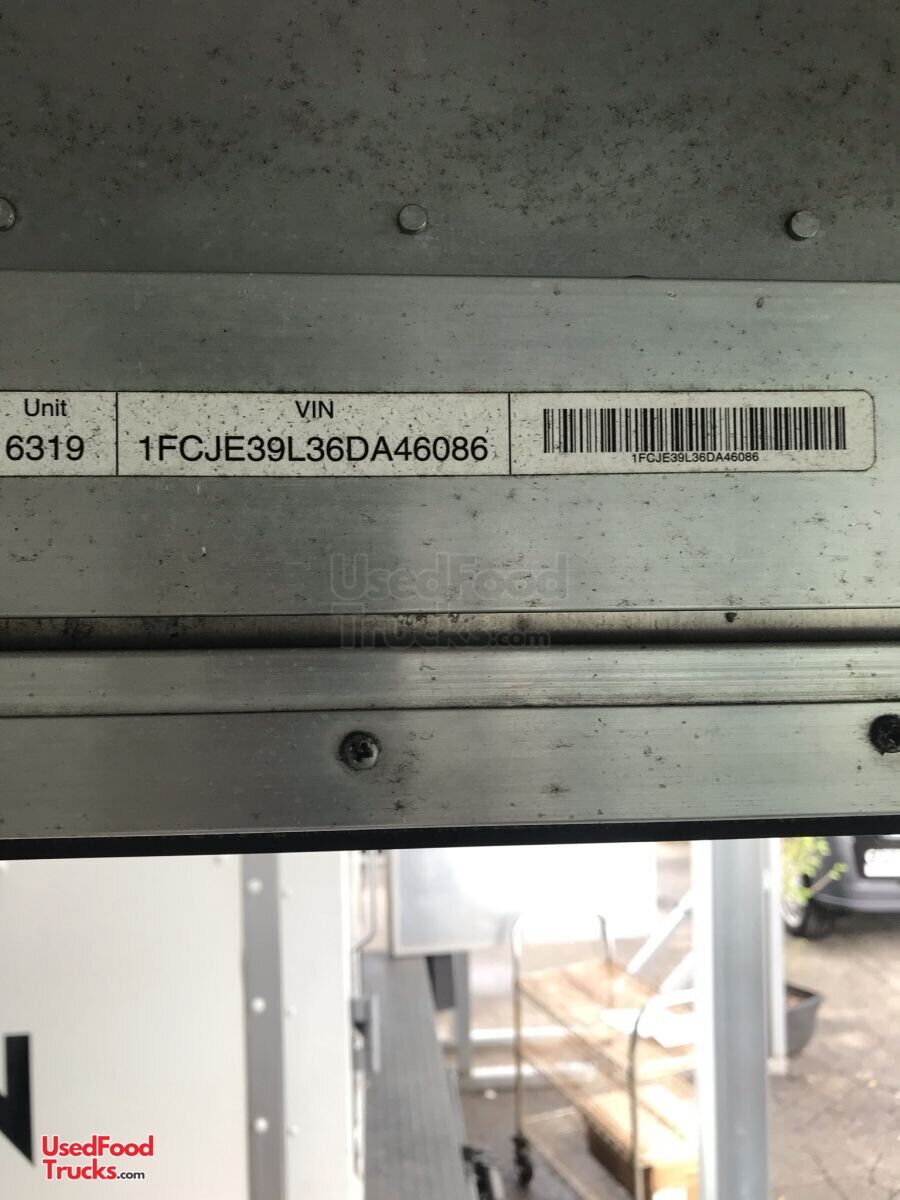 Unit
6319
VIN
1FCJE39L36DA46086
1FCJE39L36DA46086
UsedFood
Trucks.com
UsedFood
Trucks.com